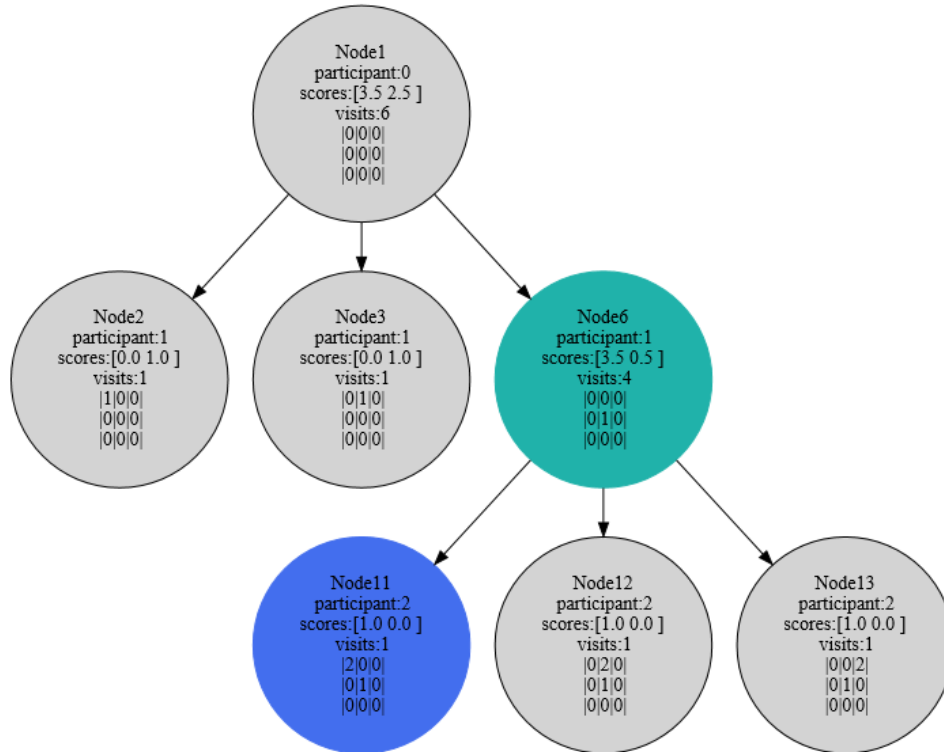 Node1
participant:0
scores:[3.5 2.5 ]
visits:6
|0|0|0|
|0|0|0|
|0|0|0|
Node2
participant:1
scores:[0.0 1.0 ]
visits:1
|1|0|0|
|0|0|0|
|0|0|0|
Node3
participant:1
scores:[0.0 1.0 ]
visits:1
|0|1|0|
|0|0|0|
|0|0|0|
Node6
participant:1
scores:[3.5 0.5 ]
visits:4
|0|0|0|
|0|1|0|
|0|0|0|
Node11
participant:2
scores:[1.0 0.0 ]
visits:1
|2|0|0|
|0|1|0|
|0|0|0|
Node12
participant:2
scores:[1.0 0.0 ]
visits:1
|0|2|0|
|0|1|0|
|0|0|0|
Node13
participant:2
scores:[1.0 0.0 ]
visits:1
|0|0|2|
|0|1|0|
|0|0|0|